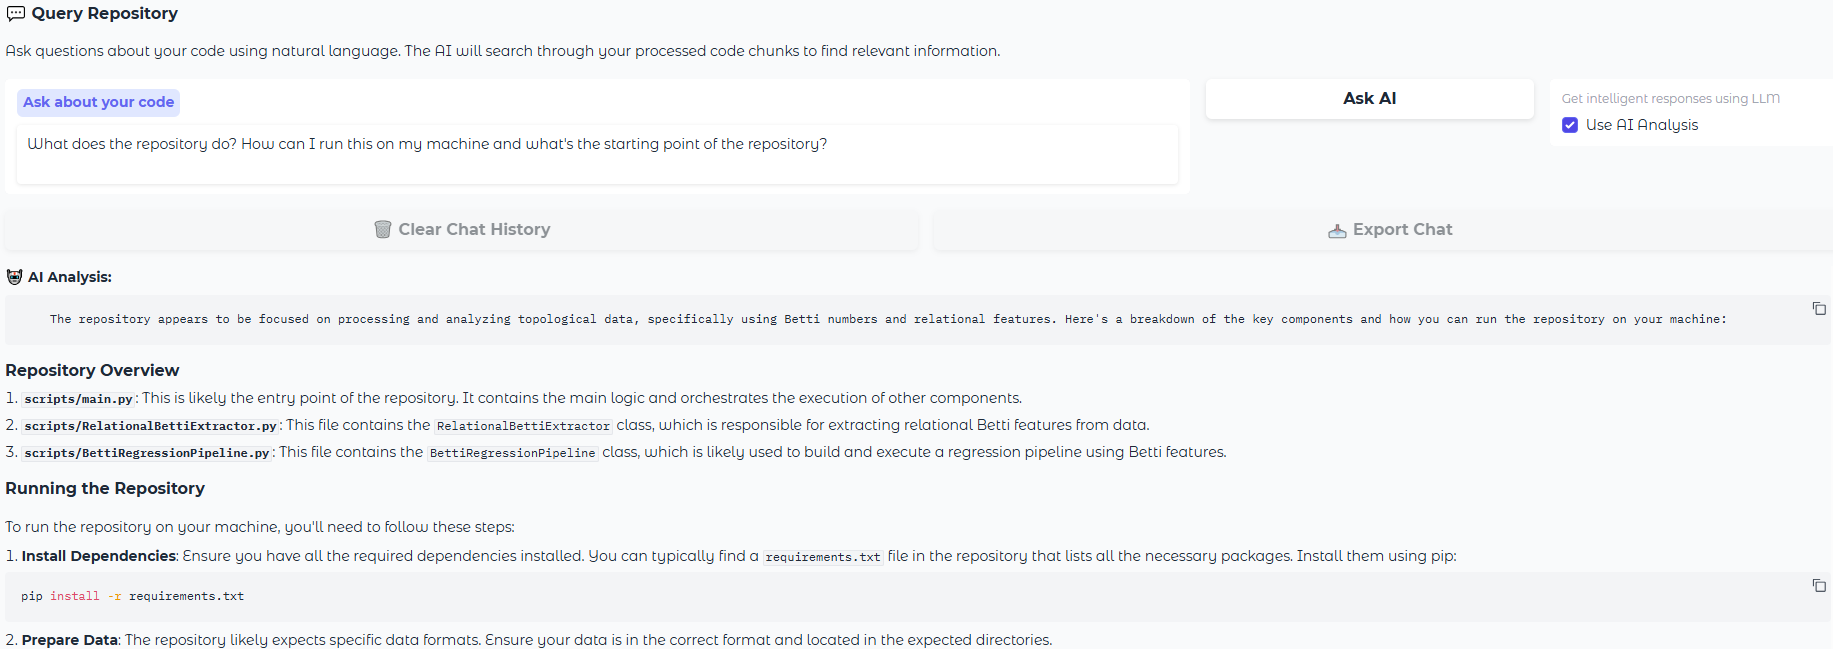 Query Repository
Ask questions about your code using natural language. The AI will search through your processed code chunks to find relevant information.
Ask about your code
What does the repository do? How can I run this on my machine and what's the starting point of the repository?
Ask AI
Get intelligent responses using LLM
Use AI Analysis
Clear Chat History
Export Chat
AI Analysis:
The repository appears to be focused on processing and analyzing topological data, specifically using Betti numbers and relational features. Here's a breakdown of the key components and how you can run the repository on your machine:
Repository Overview
1. scripts/main.py: This is likely the entry point of the repository. It contains the main logic and orchestrates the execution of other components.
2. scripts/RelationalBettiExtractor.py: This file contains the RelationalBettiExtractor class, which is responsible for extracting relational Betti features from data.
3. scripts/BettiRegressionPipeline.py: This file contains the BettiRegressionPipeline class, which is likely used to build and execute a regression pipeline using Betti features.
Running the Repository
To run the repository on your machine, you'll need to follow these steps:
1. Install Dependencies: Ensure you have all the required dependencies installed. You can typically find a requirements.txt file in the repository that lists all the necessary packages. Install them using pip:
pip install -r requirements.txt
2. Prepare Data: The repository likely expects specific data formats. Ensure your data is in the correct format and located in the expected directories.